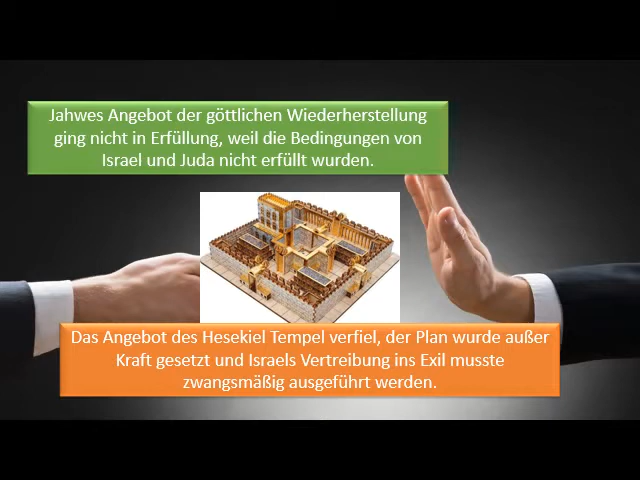 Jahwes Angebot der göttlichen Wiederherstellung
ging nicht in Erfüllung, weil die Bedingungen von
Israel und Juda nicht erfüllt wurden.
Das Angebot des Hesekiel Tempel verfiel, der Plan wurde außer
Kraft gesetzt und Israels Vertreibung ins Exil musste
zwangsmäßig ausgeführt werden.